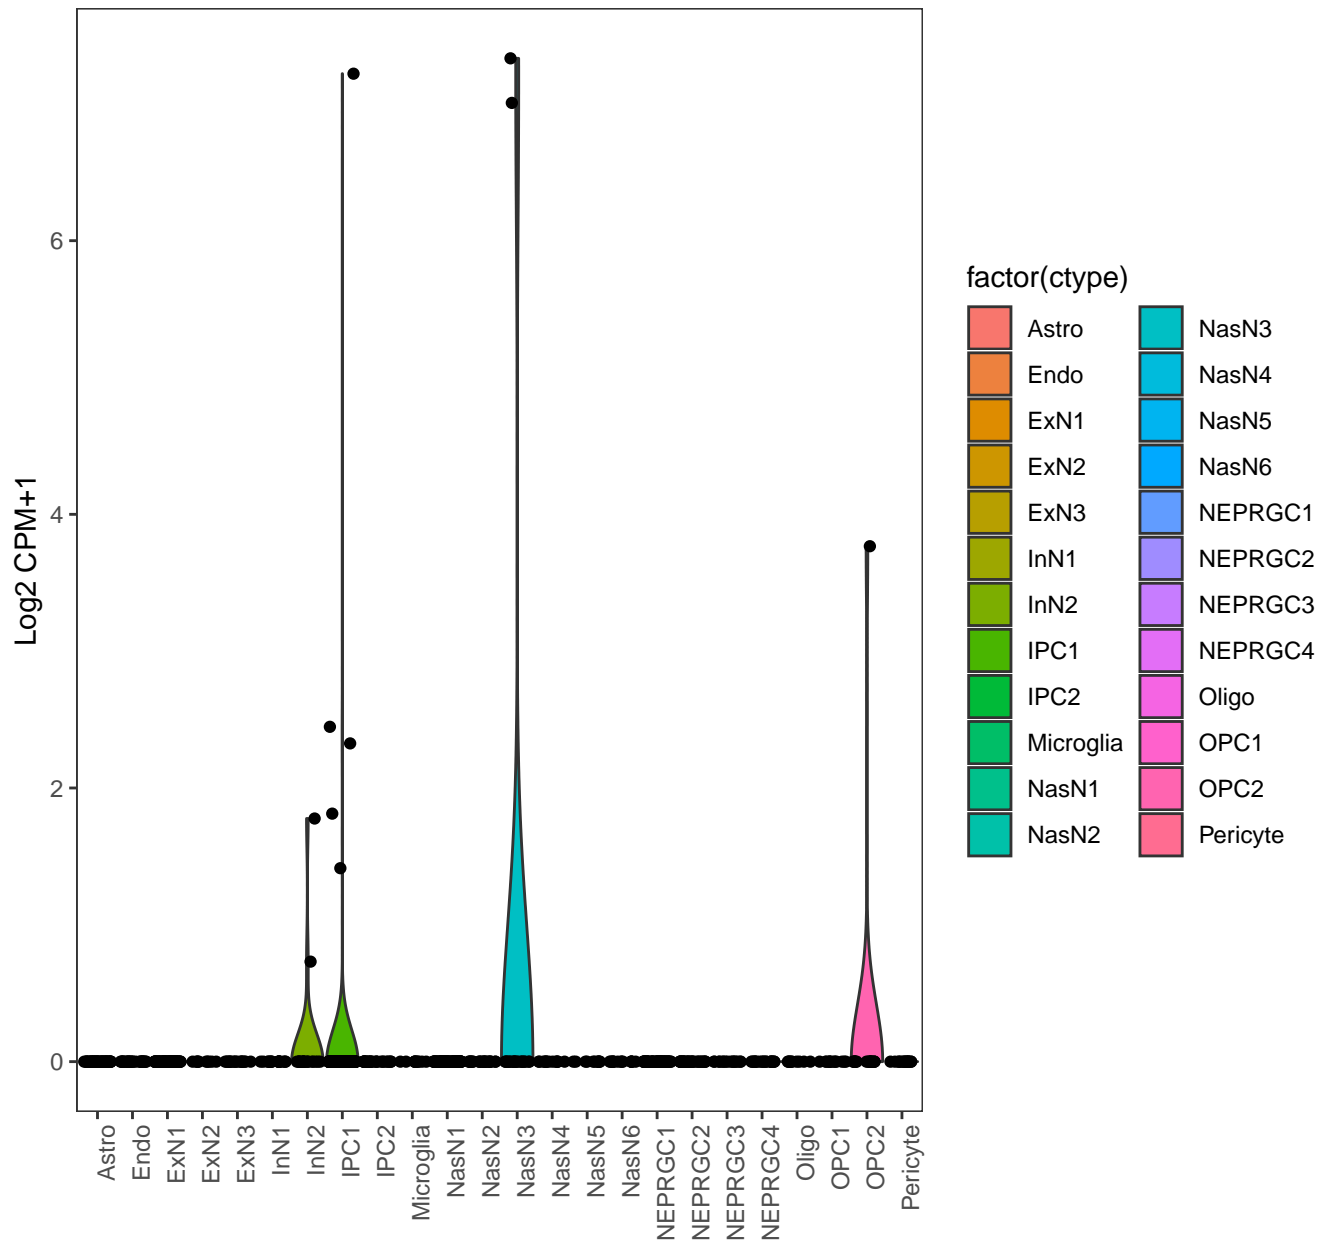 Log2 CPM+1
6
4
2
0
Astro
Endo
ExN1
ExN2
ExN3
InN1
InN2
IPC1
IPC2
Microglia
NasN1
NasN2
NasN3
NasN4
NasN5
NasN6
NEPRGC1
NEPRGC2
NEPRGC3
NEPRGC4
Oligo
OPC1
OPC2
Pericyte
factor(ctype)
Astro
Endo
ExN1
ExN2
ExN3
InN1
InN2
IPC1
IPC2
Microglia
NasN1
NasN2
NasN3
NasN4
NasN5
NasN6
NEPRGC1
NEPRGC2
NEPRGC3
NEPRGC4
Oligo
OPC1
OPC2
Pericyte